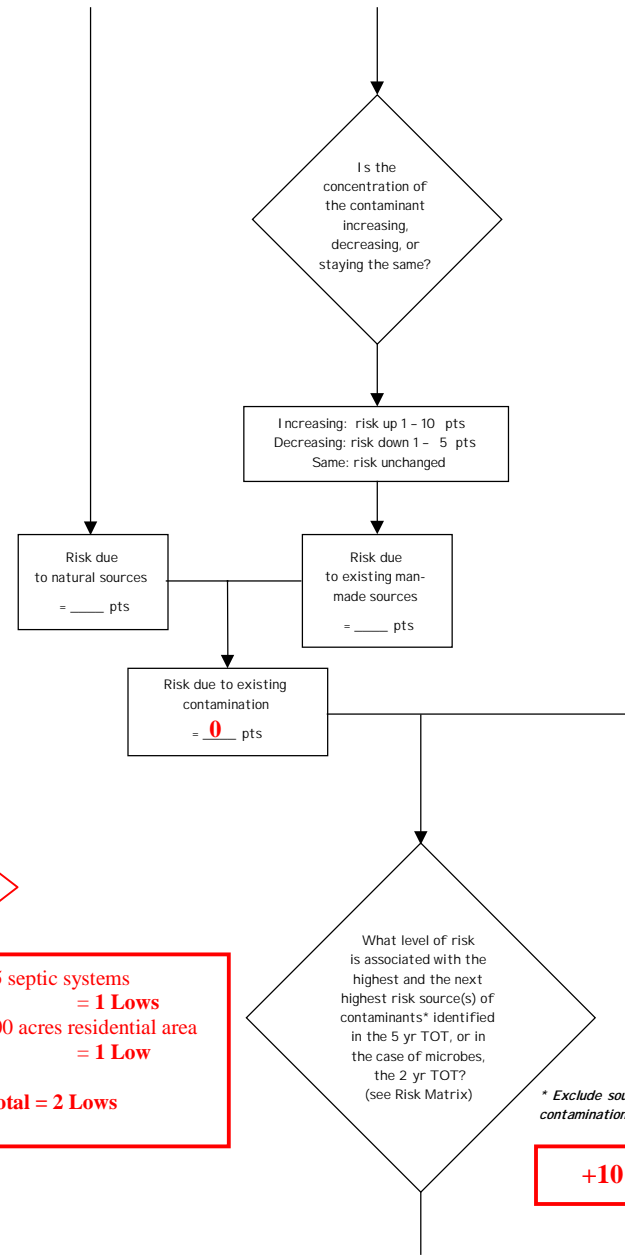 Is the
concentration of
the contaminant
increasing,
decreasing, or
staying the same?
Increasing: risk up 1 – 10 pts
Decreasing: risk down 1 – 5 pts
Same: risk unchanged
Risk due
to natural sources
= _____ pts
Risk due
to existing man-
made sources
= _____ pts
Risk due to existing
contamination
= __0__ pts
What level of risk
is associated with the
highest and the next
highest risk source(s) of
contaminants* identified
in the 5 yr TOT, or in
the case of microbes,
the 2 yr TOT?
(see Risk Matrix)
septic systems
= 1 Lows
acres residential area
= 1 Low
= 2 Lows
* Exclude
+10